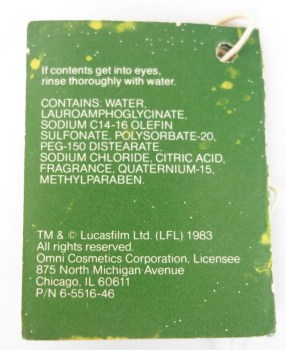 If contents get into eyes,
rinse thoroughly with water.
CONTAINS: WATER,
LAUROAMPHOGLYCINATE,
SODIUM C14-16 OLEFIN
SULFONATE, POLYSORBATE-20,
PEG-150 DISTEARATE,
SODIUM CHLORIDE, CITRIC ACID,
FRAGRANCE, QUATERNIUM-15,
METHYLPARABEN.
TM & © Lucasfilm Ltd. (LFL) 1983
All rights reserved.
Omni Cosmetics Corporation, Licensee
875 North Michigan Avenue
Chicago, IL 60611
P/N 6-5516-46